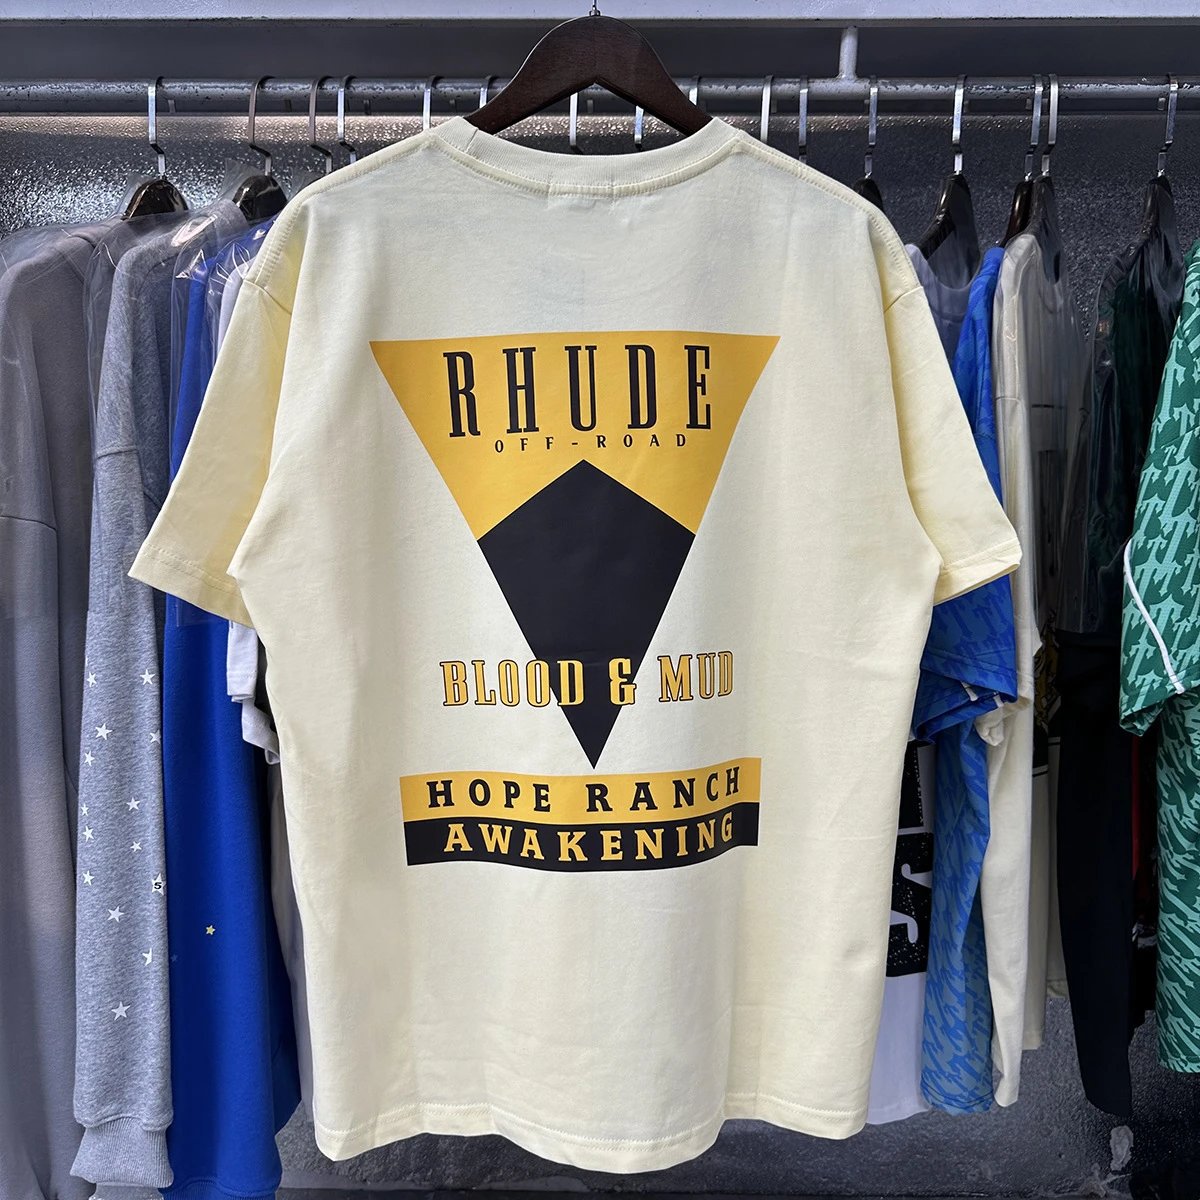 RHUDE
OFF-ROAD
BLOOD & MUD
HOPE RANCH
AWAKENING